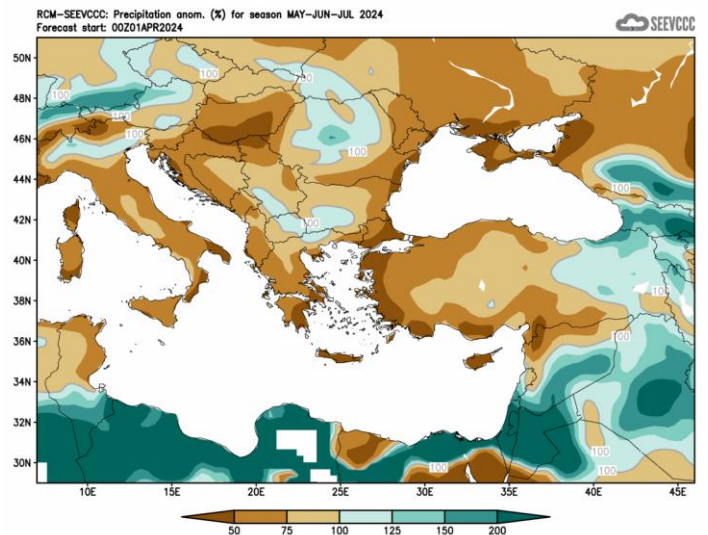 RCM-SEEVCCC: Precipitation anom. (%) for season MAY-JUN-JUL 2024
Forecast start: 00Z01APR2024
SEEVCCC
50N
48N
46N
44N
42N
40N
38N
36N
34N
32N
30N
100
100
100
100
100
100
100
100
100
100
100
100
10E
15E
20E
25E
30E
35E
40E
45E
50 75 100 125 150 200